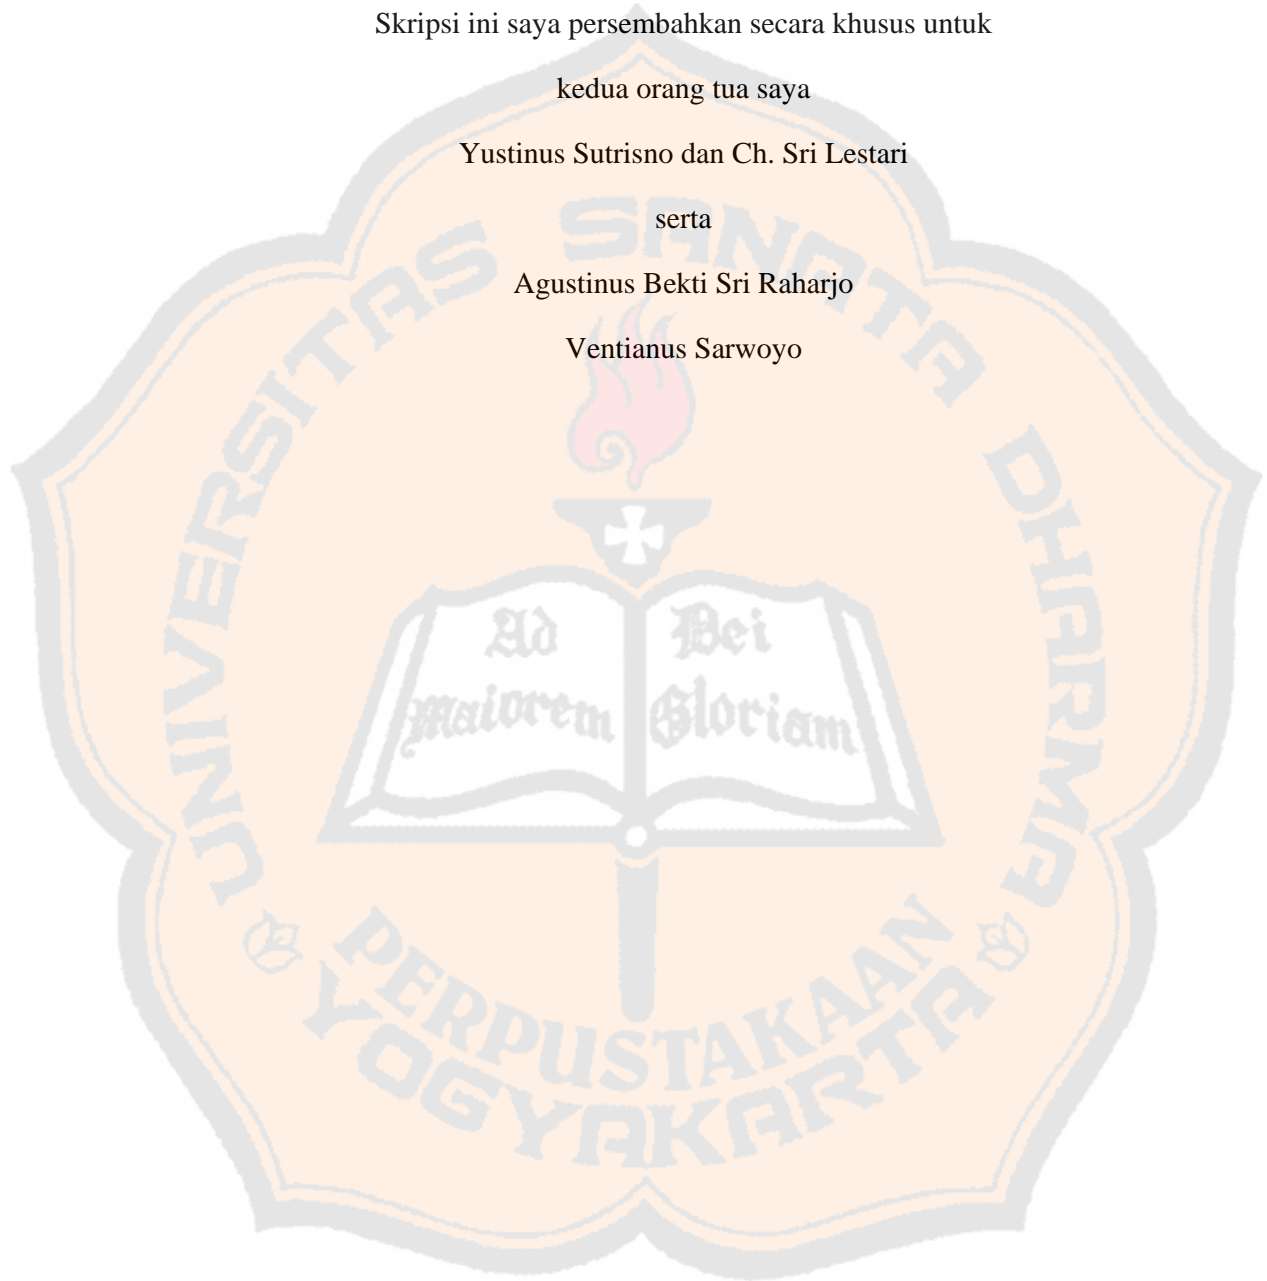 Skripsi ini saya persembahkan secara khusus untuk
kedua orang tua saya
Yustinus Sutrisno dan Ch. Sri Lestari
serta
Agustinus Bekti Sri Raharjo
Ventianus Sarwoyo
UNIVERSITAS SANATA DHARMA
Ad Dei
Maiorem Gloriam
PERPUSTAKAAN
YOGYAKARTA